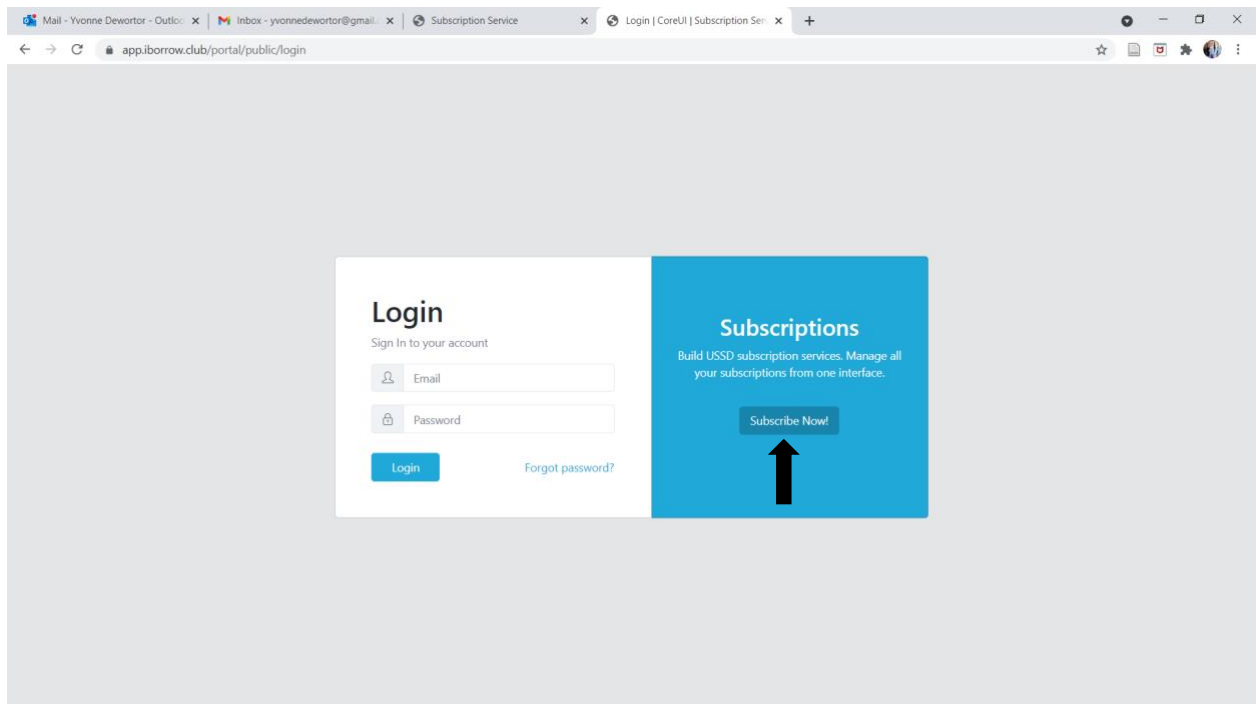 Mail - Yvonne Dewortor - Outloo
Inbox - yvonnedewortor@gmail.
Subscription Service
Login | CoreUI | Subscription Ser
app.iborrow.club/portal/public/login
Login
Sign In to your account
Email
Password
Login
Forgot password?
Subscriptions
Build USSD subscription services. Manage all
your subscriptions from one interface.
Subscribe Now!